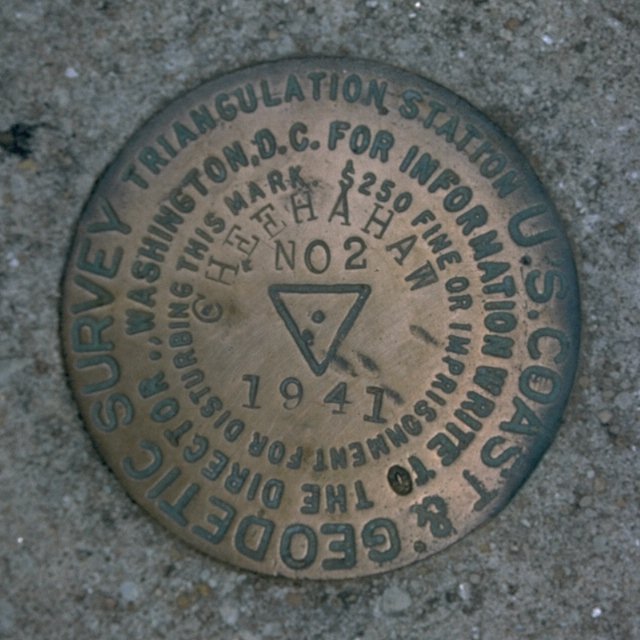 U.S. COAST & GEODETIC SURVEY
TRIANGULATION STATION
FOR INFORMATION WRITE TO THE DIRECTOR. WASHINGTON, D.C.
$250 FINE OR IMPRISONMENT FOR DISTURBING THIS MARK
CHEEHAHAW
NO 2
1941